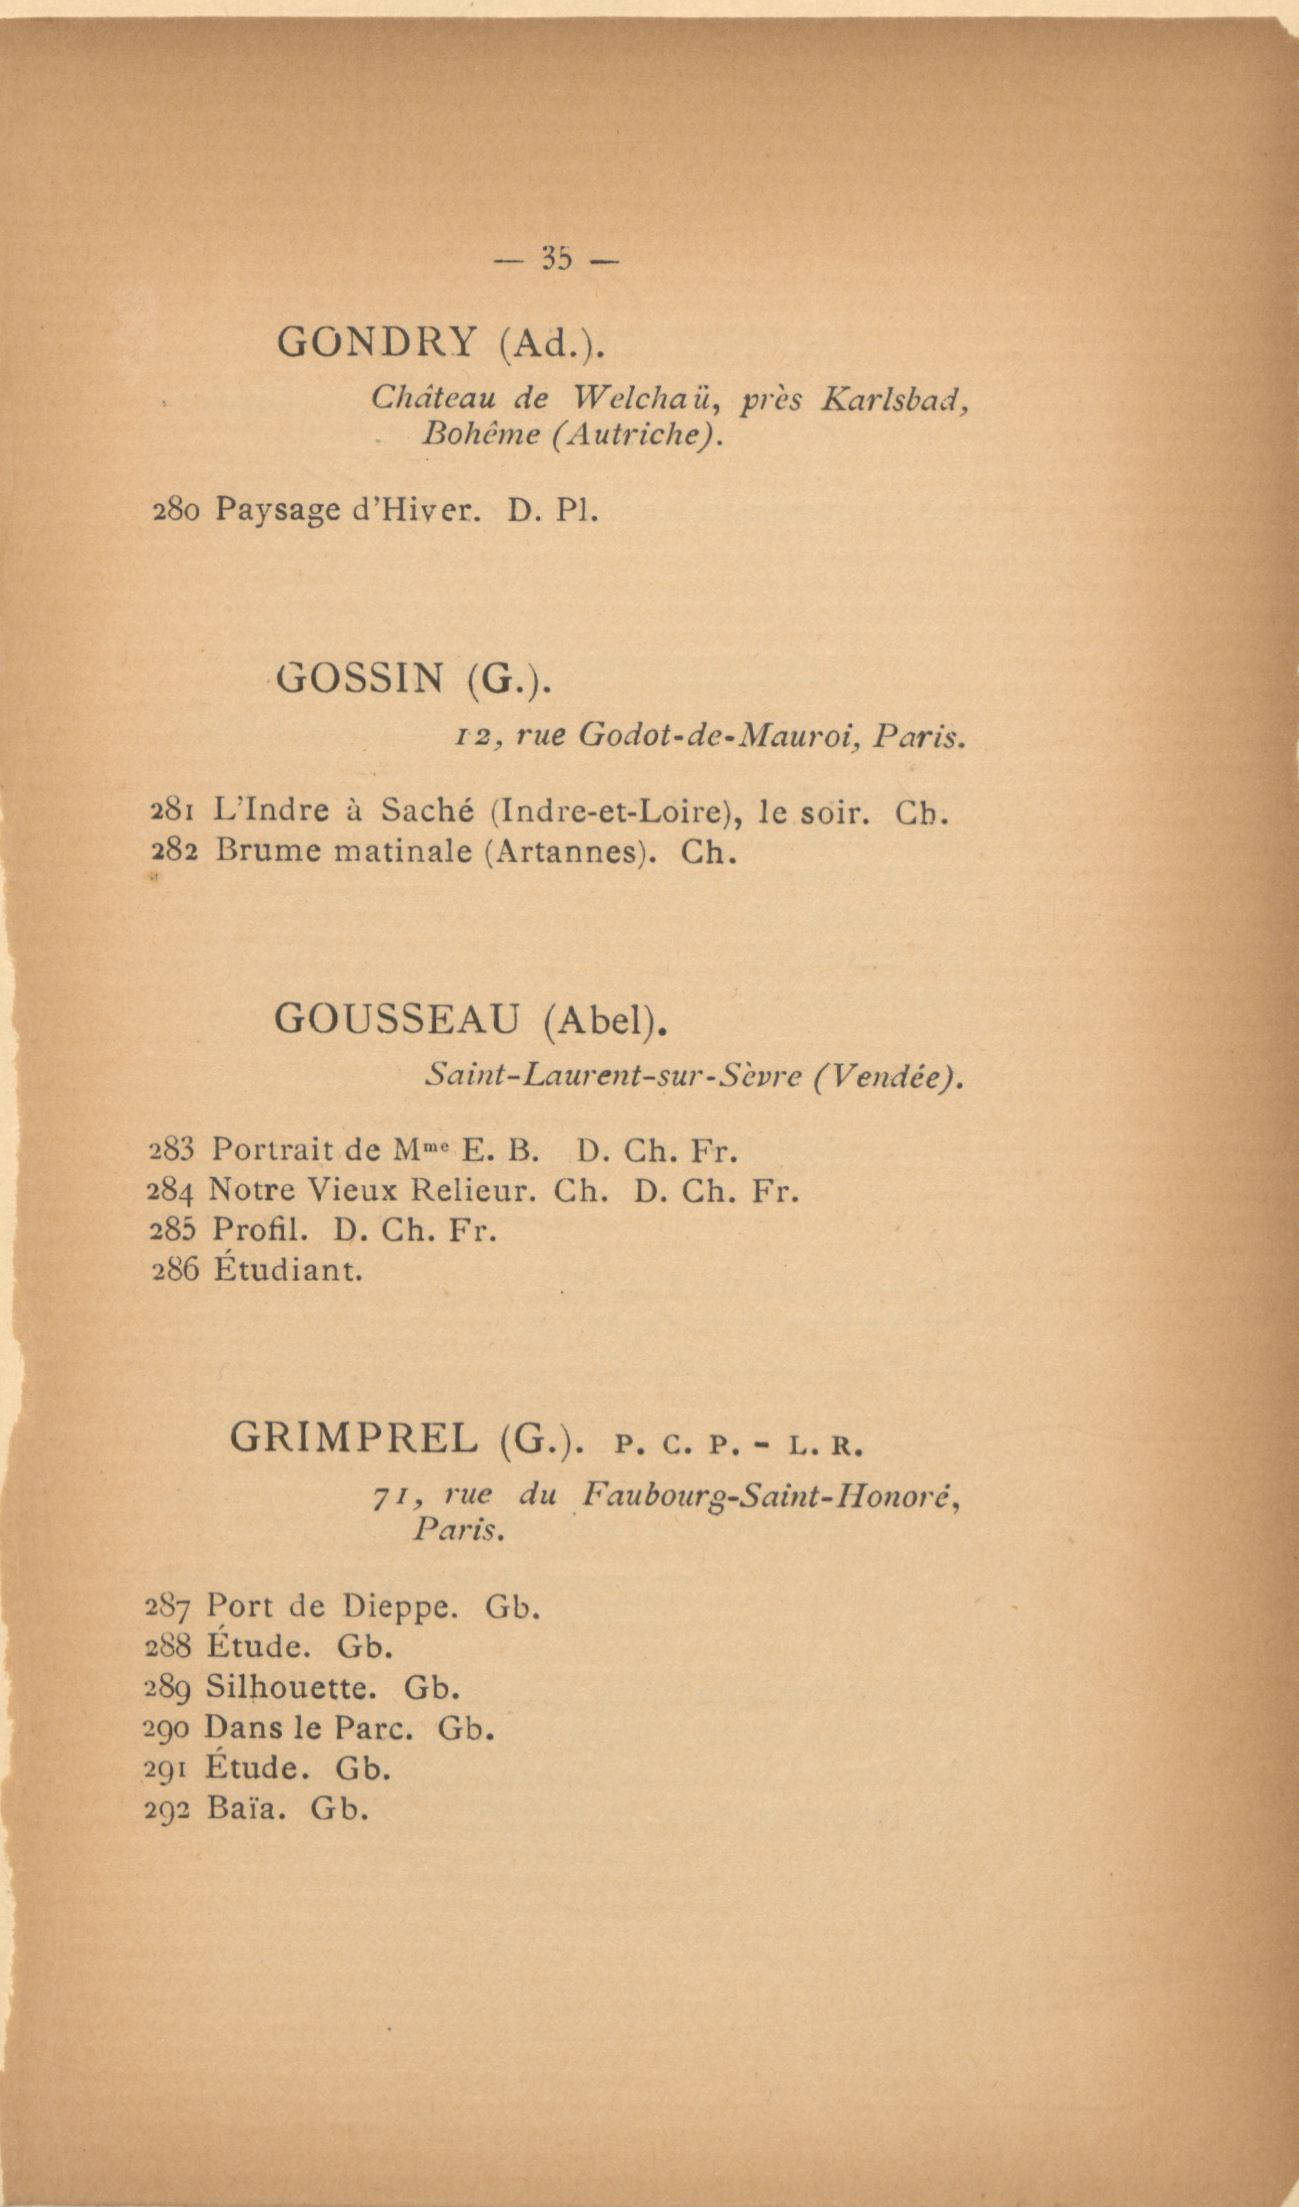 — 35 —
GONDRY (Ad.).
Château de Welchaü, près Karlsbad,
Bohême (Autriche).
280 Paysage d'Hiver. D. Pl.
GOSSIN (G.).
12, rue Godot-de-Mauroi, Paris.
281 L'Indre à Saché (Indre-et-Loire), le soir. Ch.
282 Brume matinale (Artannes). Ch.
GOUSSEAU (Abel).
Saint-Laurent-sur-Sèvre (Vendée).
283 Portrait de Mme E. B. D. Ch. Fr.
284 Notre Vieux Relieur. Ch. D. Ch. Fr.
285 Profil. D. Ch. Fr.
286 Étudiant.
GRIMPREL (G.). P. C. P. - L. R.
71, rue du Faubourg-Saint-Honoré,
Paris.
287 Port de Dieppe. Gb.
288 Étude. Gb.
289 Silhouette. Gb.
290 Dans le Parc. Gb.
291 Étude. Gb.
292 Baïa. Gb.